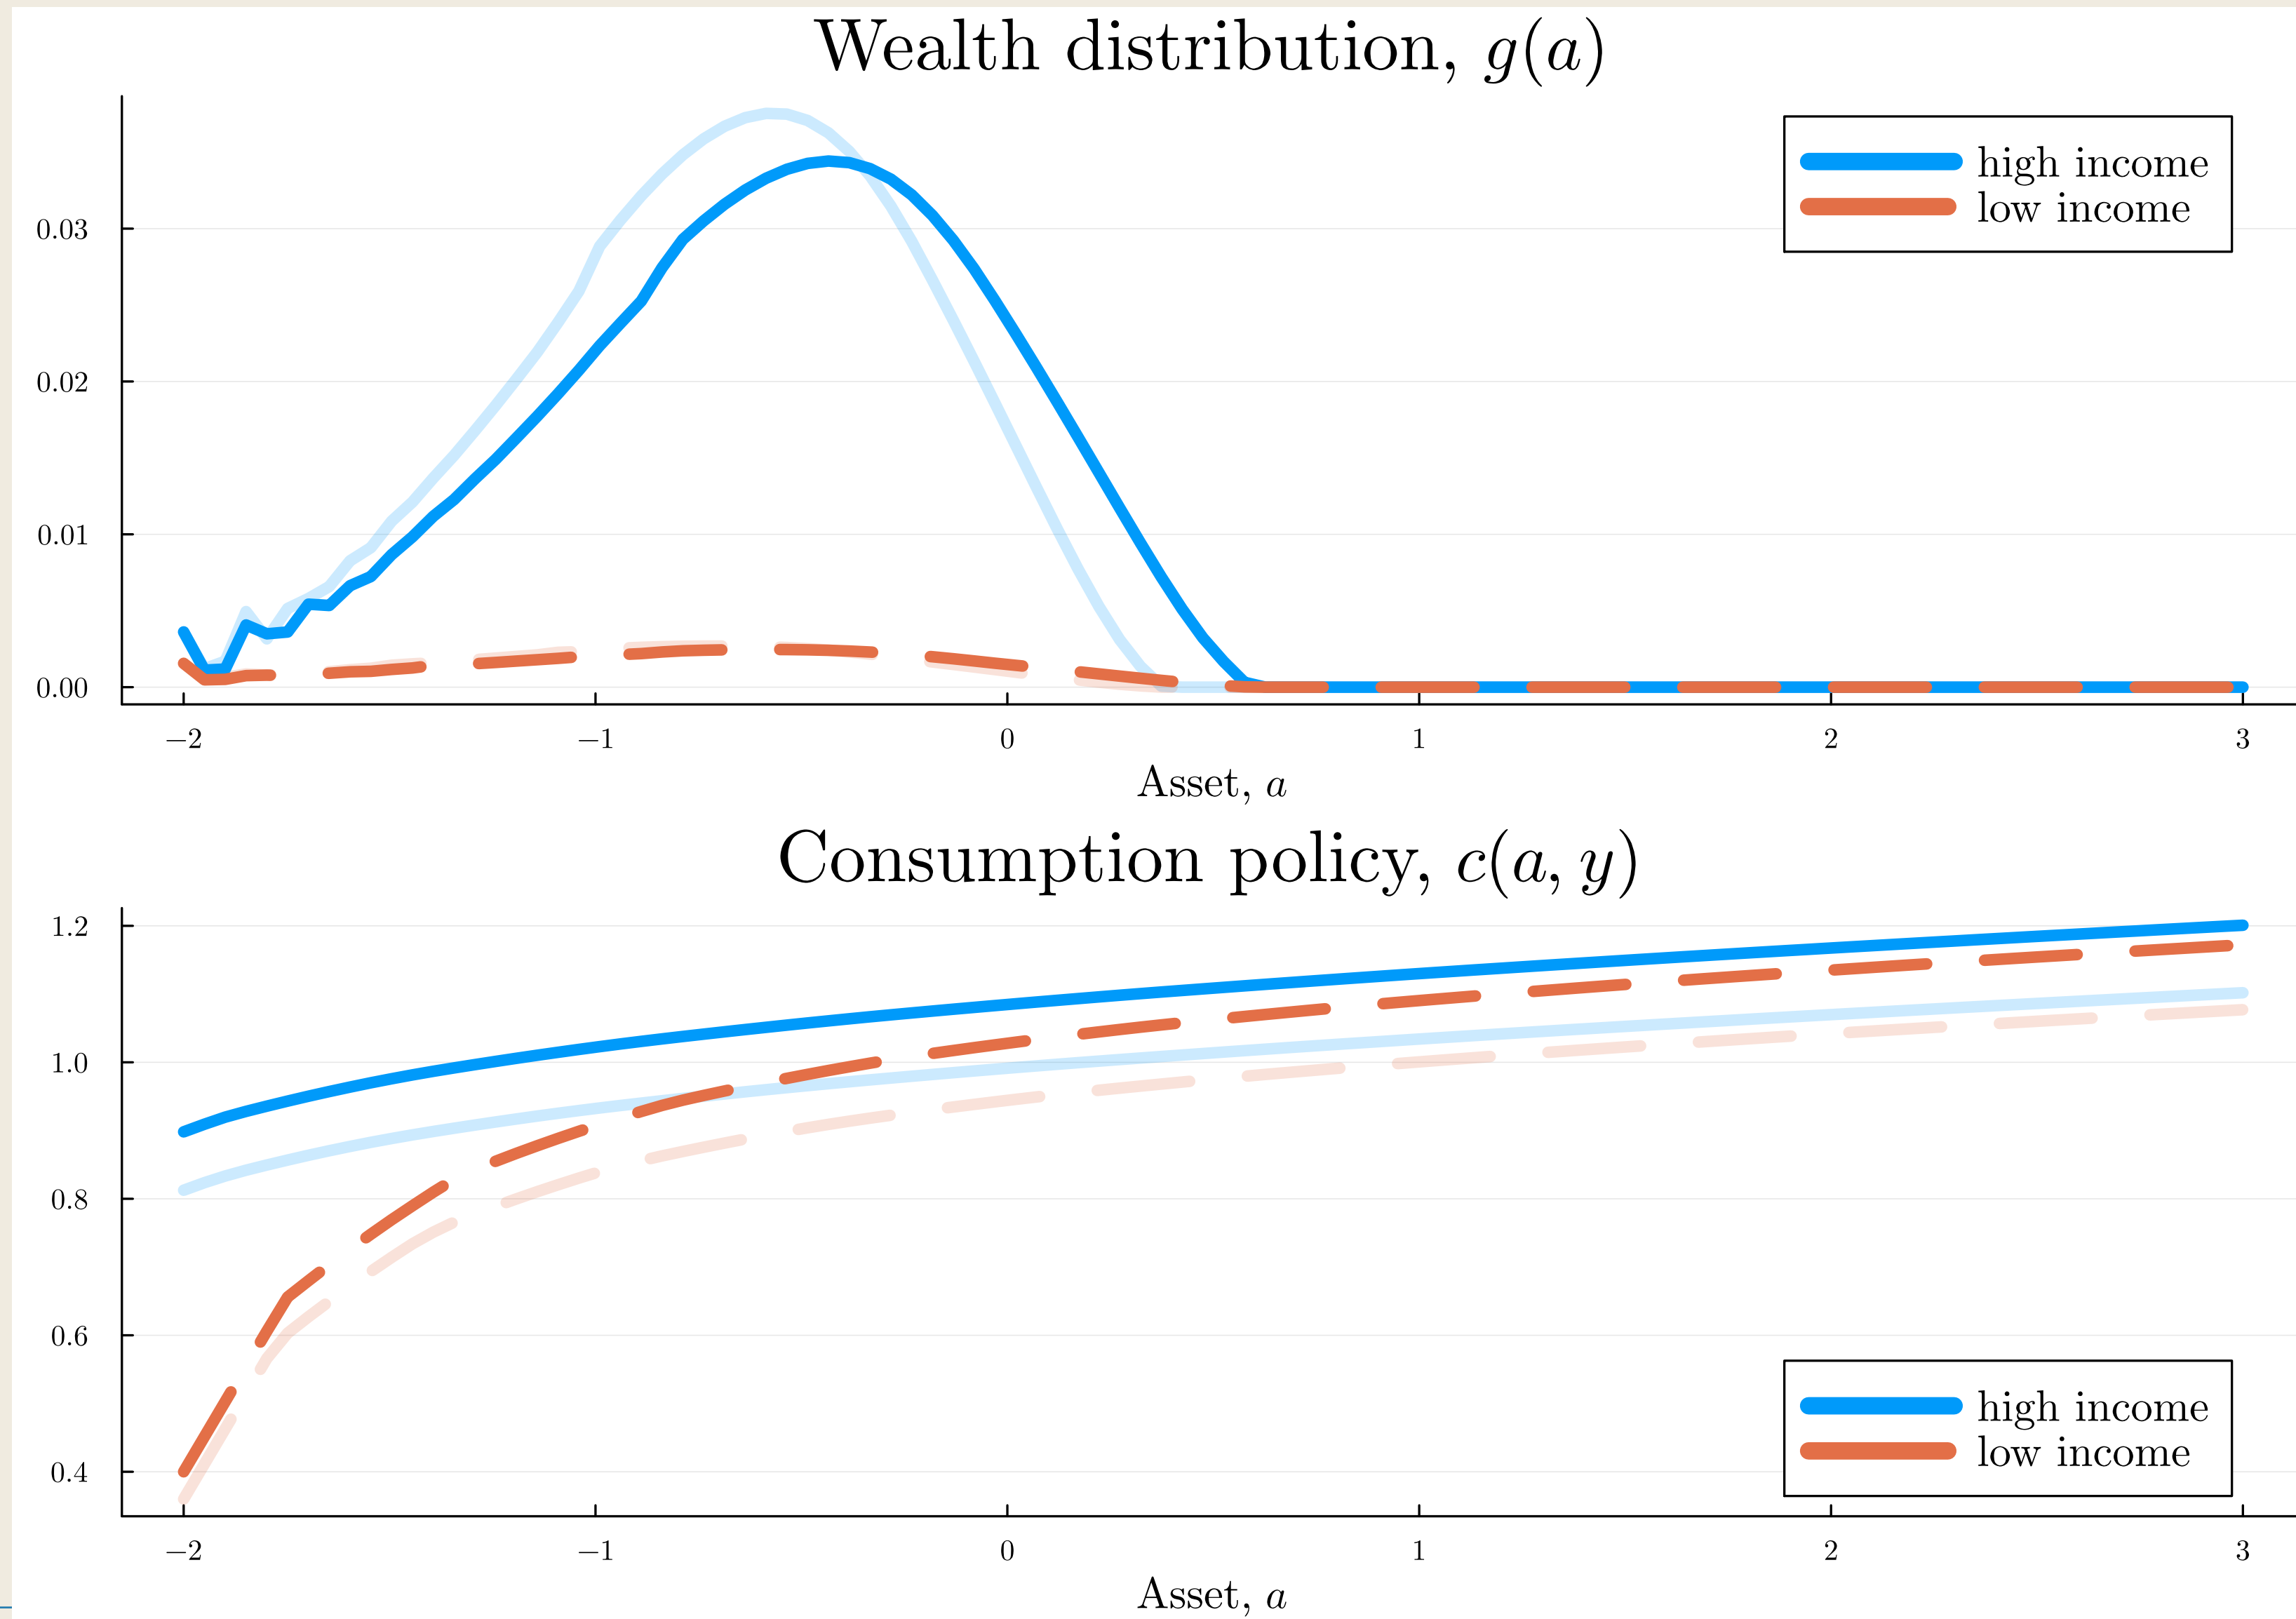 Wealth distribution, g(a)
high income
low income
0.03
0.02
0.01
0.00
−2 −1 0 1 2 3
Asset, a
Consumption policy, c(a, y)
1.2
1.0
0.8
0.6
0.4
high income
low income
−2 −1 0 1 2 3
Asset, a